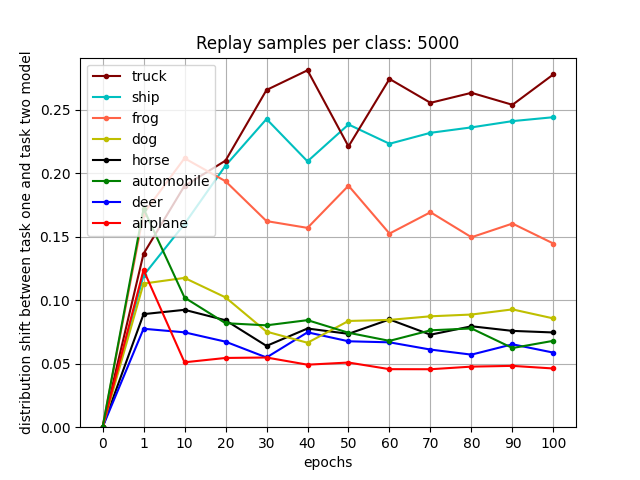 Replay samples per class: 5000
distribution shift between task one and task two model
0.25
0.20
0.15
0.10
0.05
0.00
truck
ship
frog
dog
horse
automobile
deer
airplane
0 1 10 20 30 40 50 60 70 80 90 100
epochs